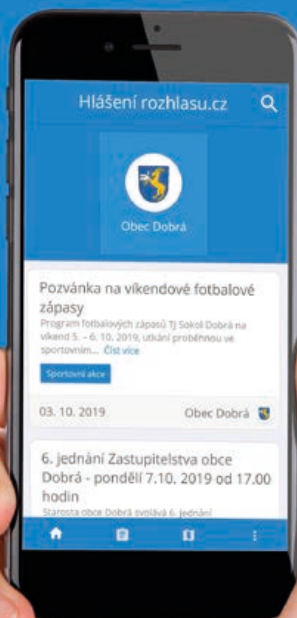 Hlášení rozhlasu.cz
Obec Dobrá
Pozvánka na víkendové fotbalové
zápasy
Program fotbalových zápasů TJ Sokol Dobrá na
víkend 5. – 6. 10. 2019, utkání proběhnou ve
sportovním... Číst více
Sportovní akce
03. 10. 2019 Obec Dobrá
6. jednání Zastupitelstva obce
Dobrá - pondělí 7.10. 2019 od 17.00
hodin
Starosta obce Dobrá svolává 6. jednání